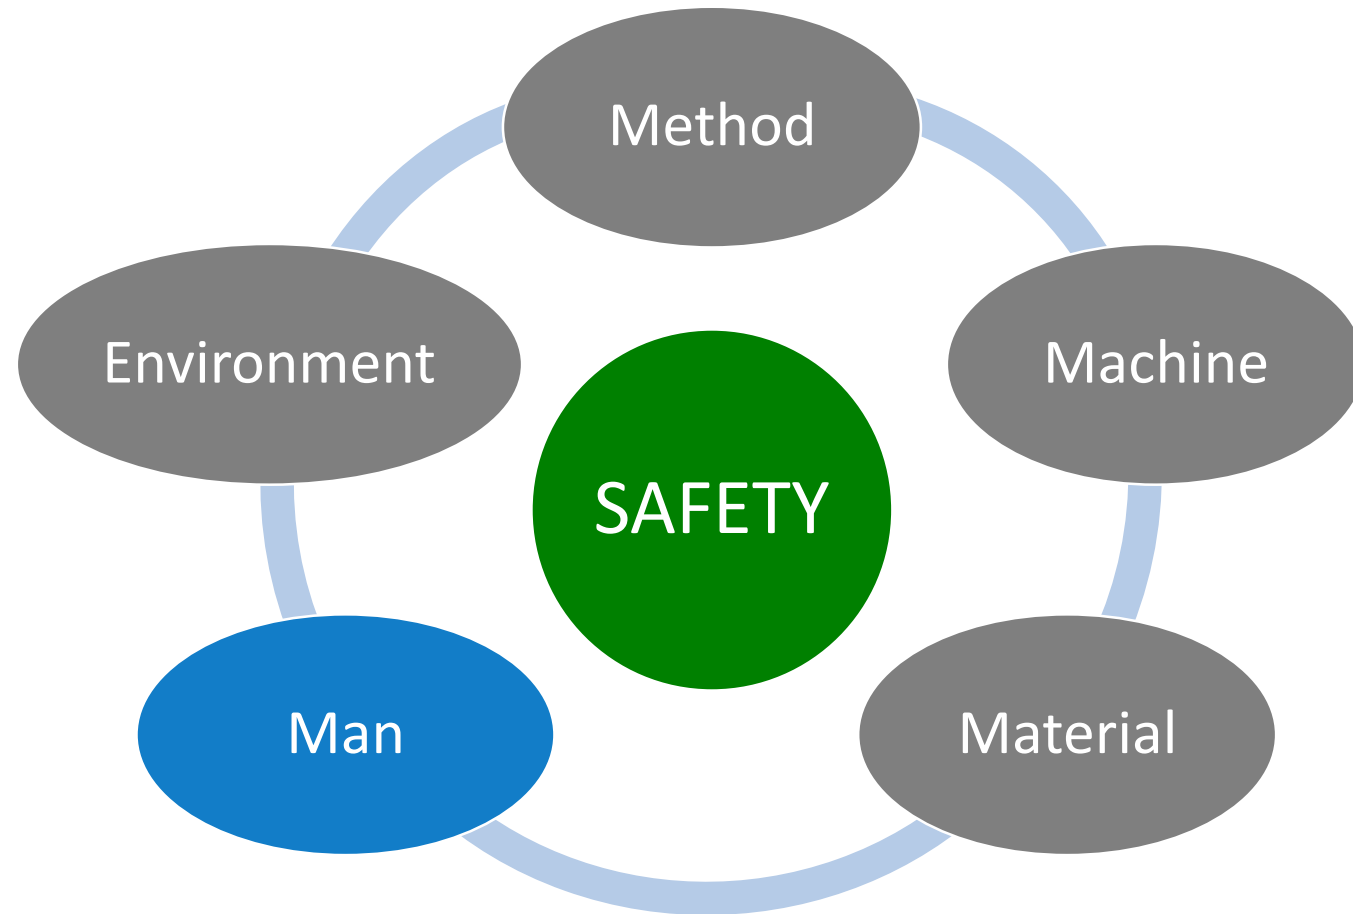 Method
Environment
Machine
SAFETY
Man
Material